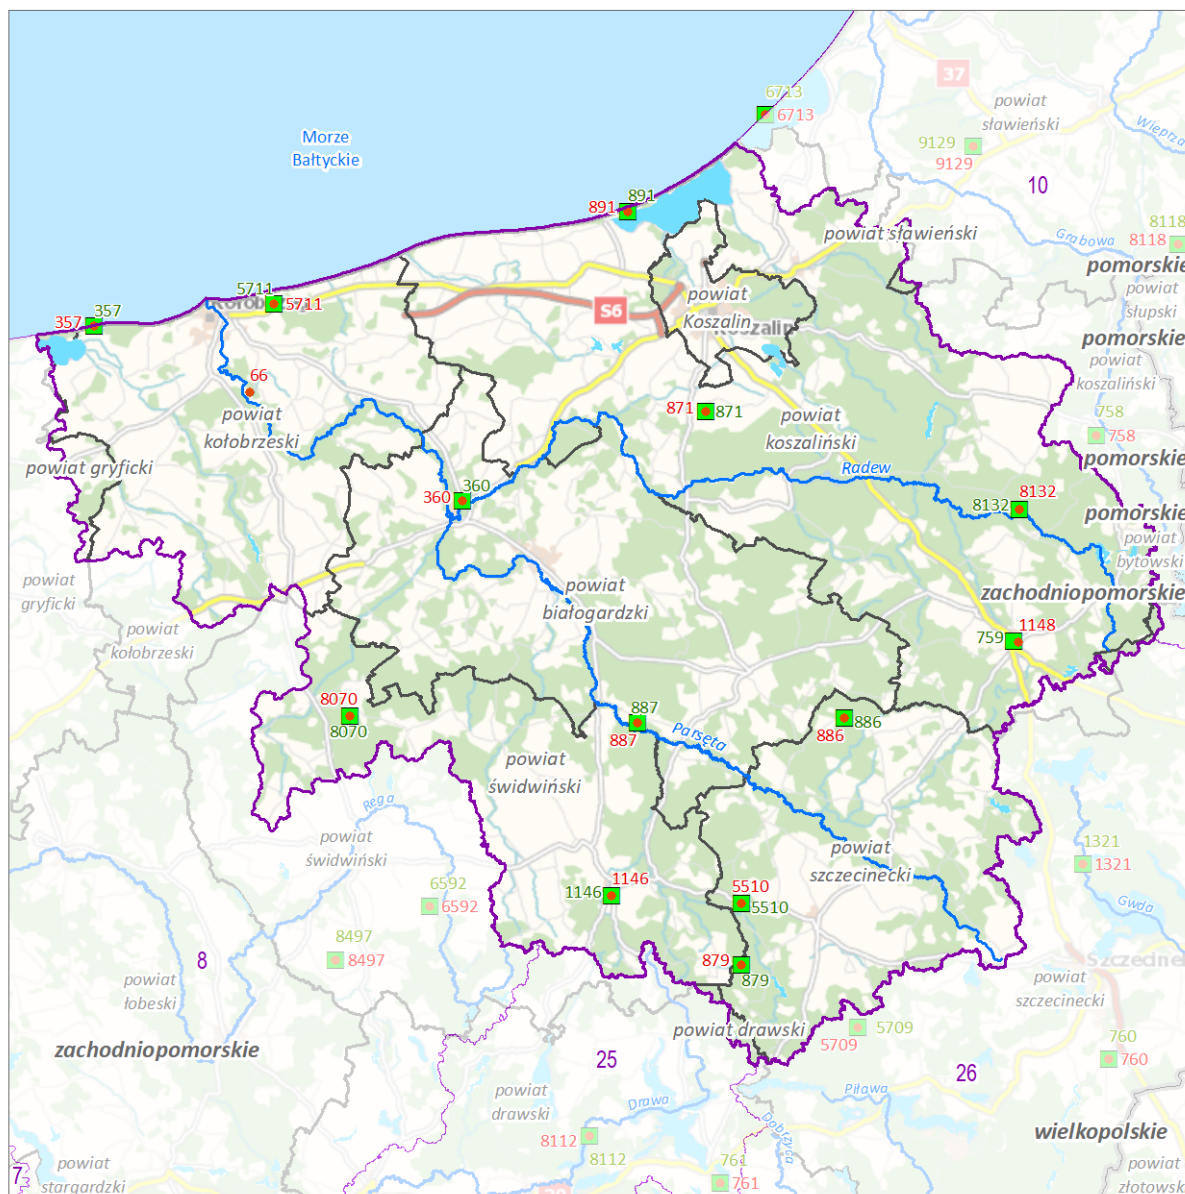 37
6713
6713
powiat
sławieński
Wieprza
Morze
Bałtyckie
9129
9129
10
891
891
8118
8118
Grabowa
powiat sławieński
pomorskie
powiat
słupski
5711
5711
357
357
S6
powiat
Koszalin
Koszalin
pomorskie
powiat
koszaliński
66
powiat
kołobrzeski
871
871
powiat
koszaliński
758
758
powiat gryficki
Radew
pomorskie
360
360
8132
8132
pomorskie
powiat
bytowski
powiat
gryficki
powiat
białogardzki
zachodniopomorskie
powiat
kołobrzeski
1148
759
8070
8070
887
887
Parsęta
886
886
powiat
świdwiński
Rega
powiat
świdwiński
powiat
szczecinecki
1321
1321
6592
6592
1146
1146
5510
5510
Gwda
8497
8497
8
879
879
Szczecinek
powiat
łobeski
powiat
szczecinecki
powiat drawski
5709
5709
zachodniopomorskie
25
26
760
760
powiat
drawski
Drawa
Piława
Dobrzyca
8112
8112
wielkopolskie
7
powiat
stargardzki
761
761
powiat
złotowski